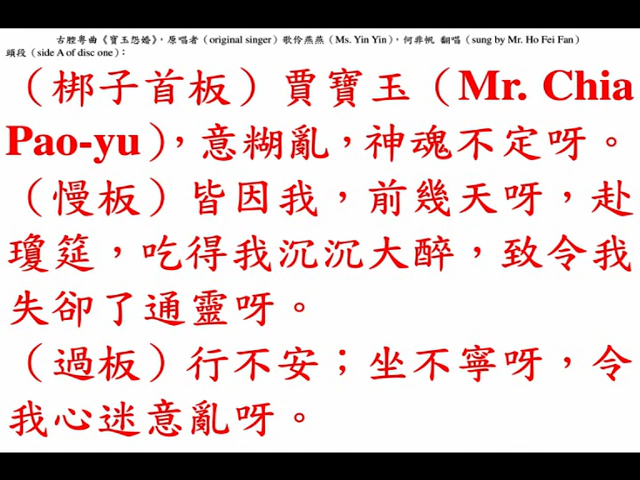 古腔粵曲《寶玉怨婚》，原唱者（original singer）歌伶燕燕（Ms. Yin Yin），何非帆 翻唱（sung by Mr. Ho Fei Fan）
頭段（side A of disc one）：
（梆子首板）賈寶玉（Mr. Chia
Pao-yu），意糊亂，神魂不定呀。
（慢板）皆因我，前幾天呀，赴
瓊筵，吃得我沉沉大醉，致令我
失卻了通靈呀。
（過板）行不安；坐不寧呀，令
我心迷意亂呀。